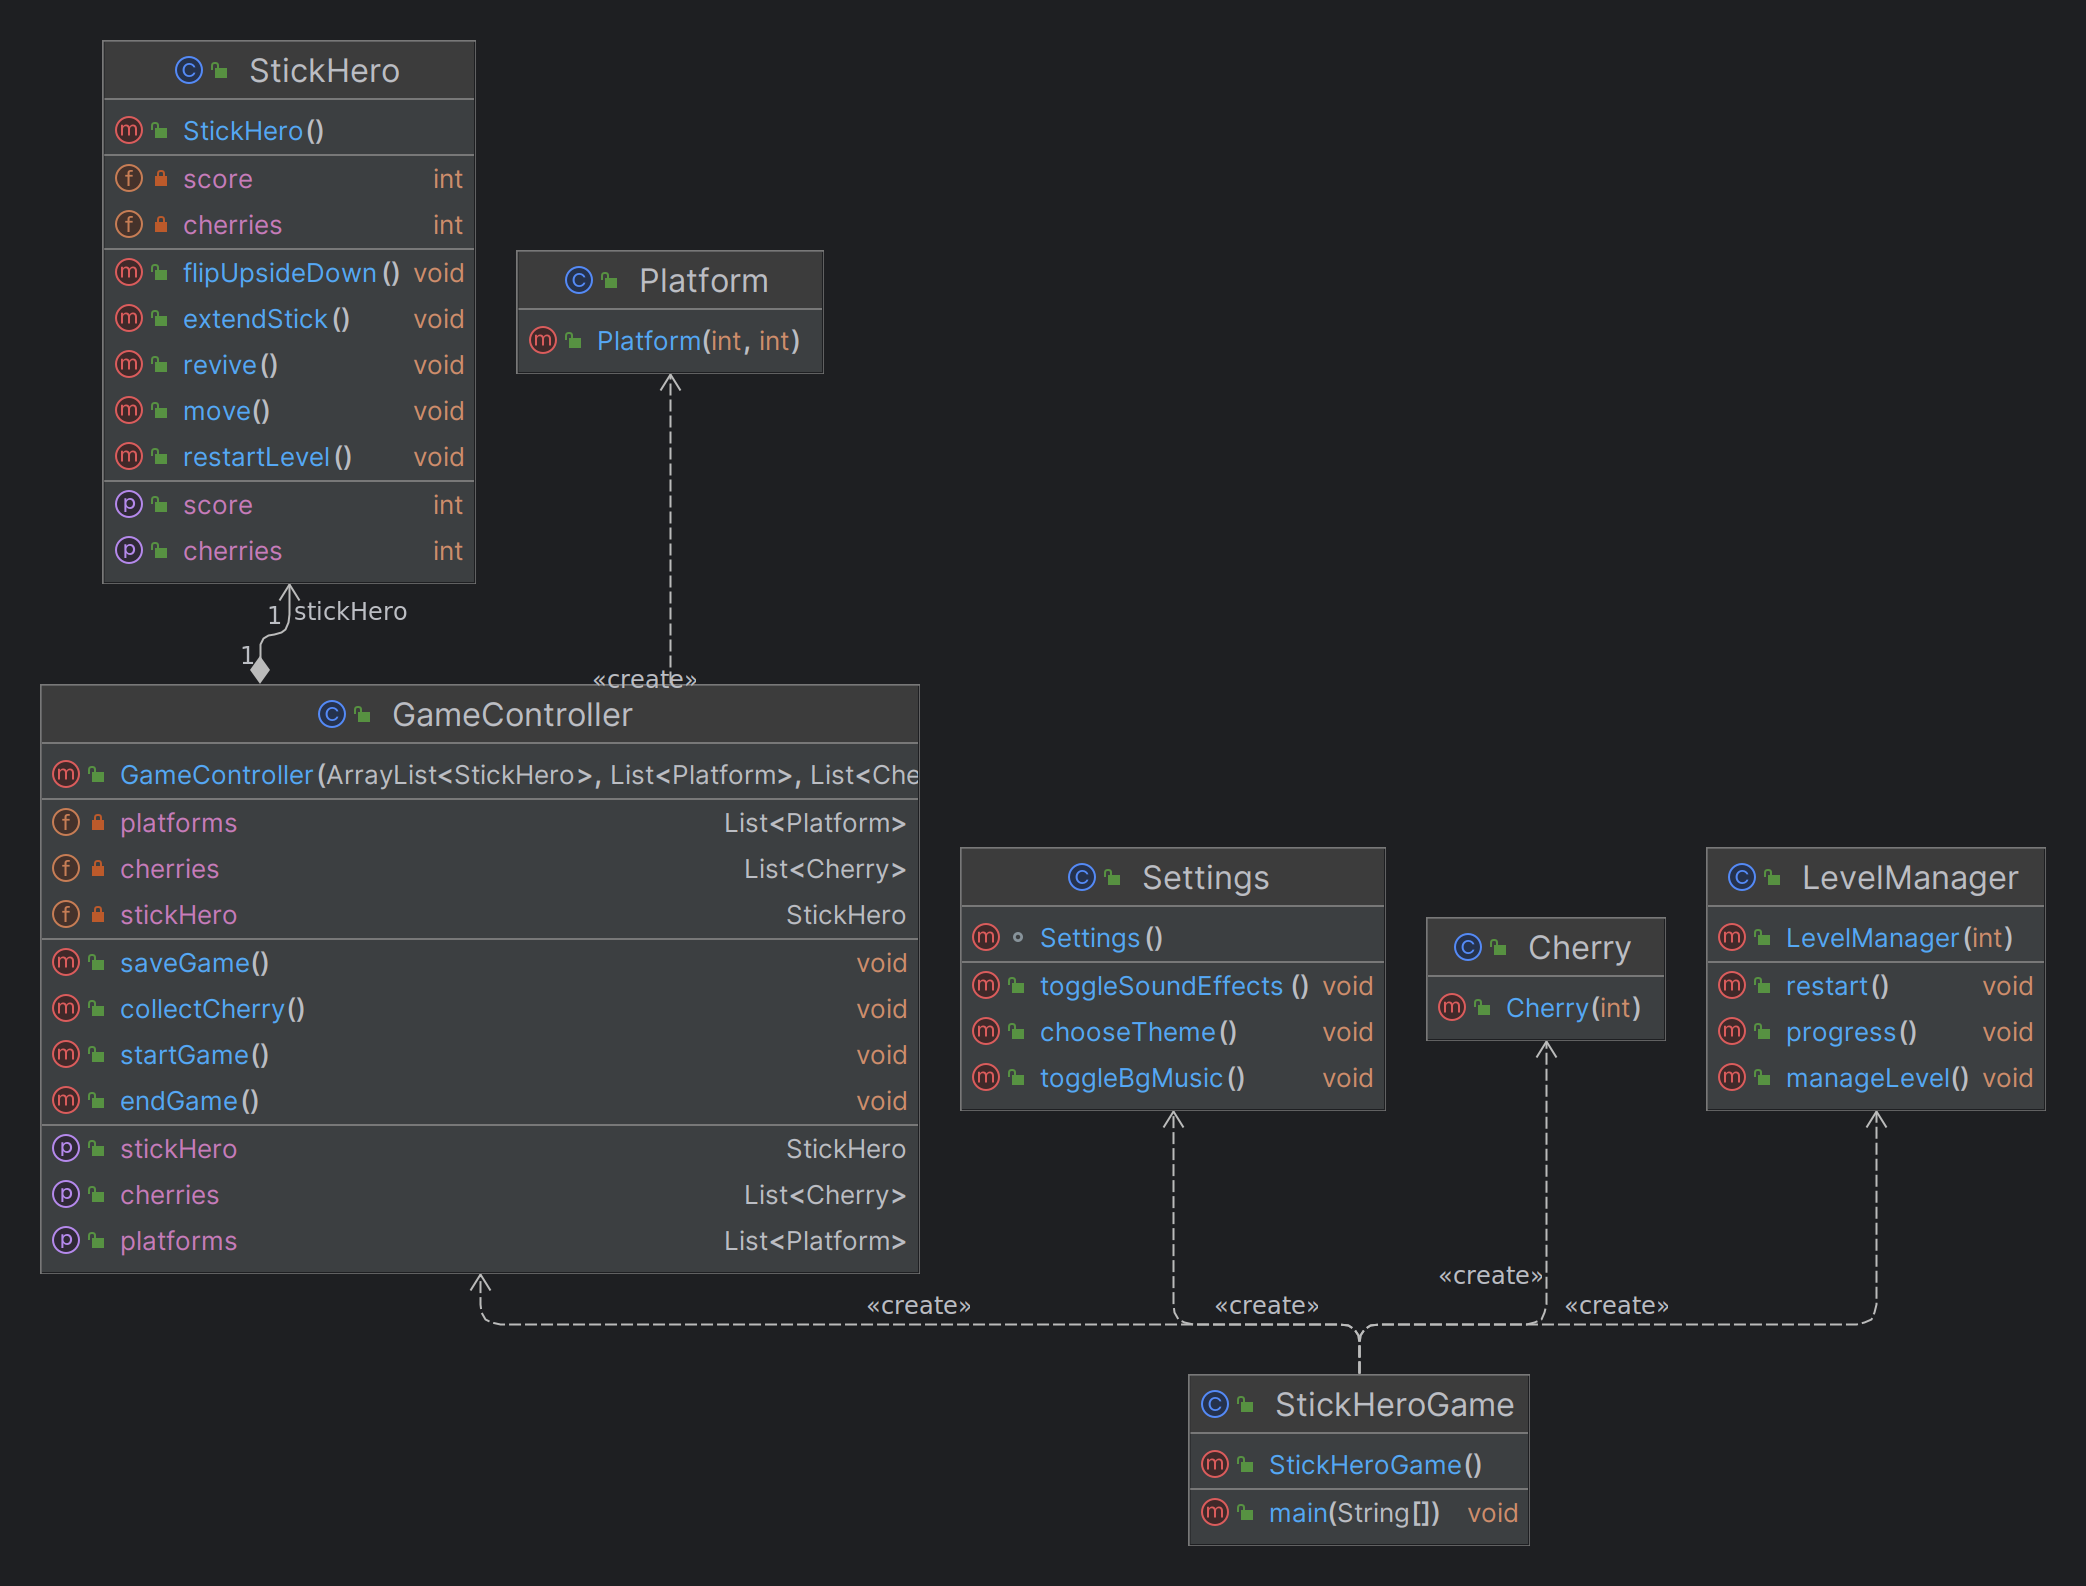 StickHero
StickHero()
score int
cherries int
flipUpsideDown() void
extendStick() void
revive() void
move() void
restartLevel() void
score int
cherries int
Platform
Platform(int, int)
1 stickHero
1
«create»
GameController
GameController(ArrayList<StickHero>, List<Platform>, List<Che
platforms List<Platform>
cherries List<Cherry>
stickHero StickHero
saveGame() void
collectCherry() void
startGame() void
endGame() void
stickHero StickHero
cherries List<Cherry>
platforms List<Platform>
Settings
Settings()
toggleSoundEffects() void
chooseTheme() void
toggleBgMusic() void
Cherry
Cherry(int)
LevelManager
LevelManager(int)
restart() void
progress() void
manageLevel() void
«create»
«create»
«create»
«create»
StickHeroGame
StickHeroGame()
main(String[]) void